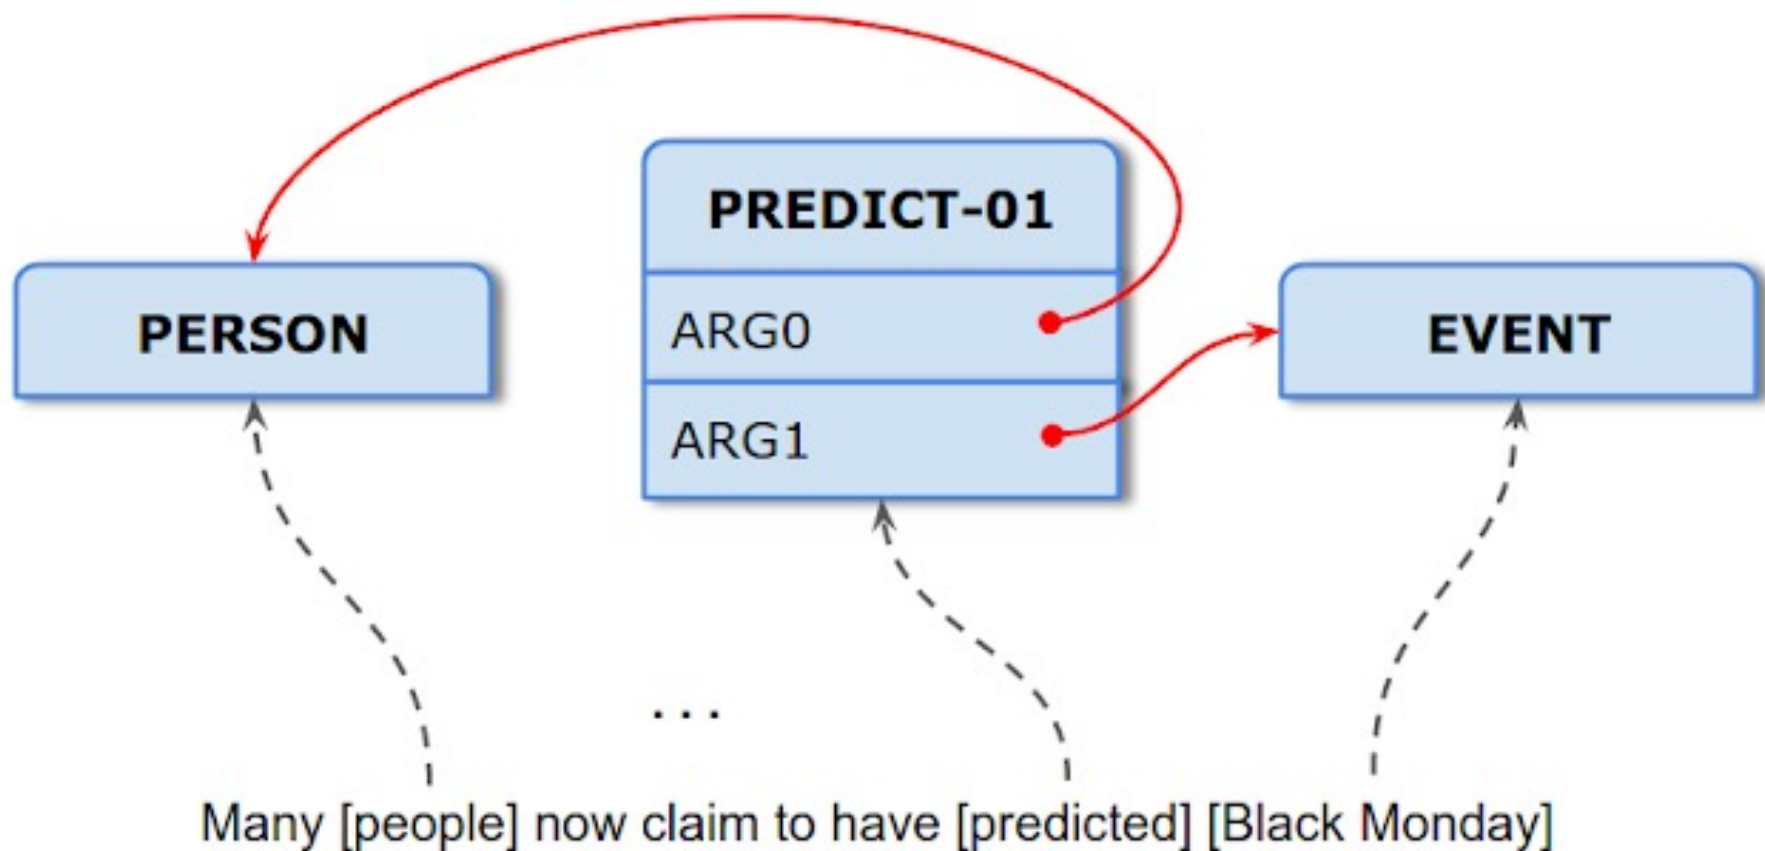 PREDICT-01
PERSON
ARG0
EVENT
ARG1
...
Many [people] now claim to have [predicted] [Black Monday]